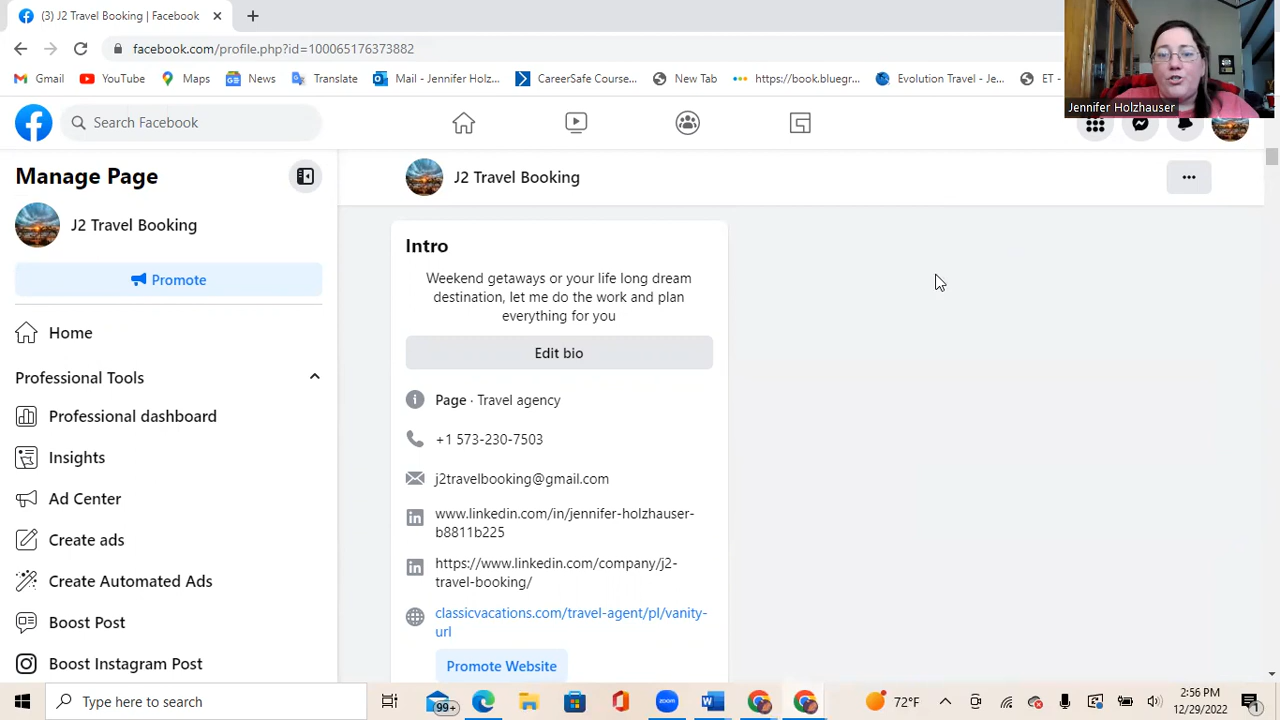 (3) J2 Travel Booking | Facebook
facebook.com/profile.php?id=100065176373882
Gmail YouTube Maps News Translate Mail - Jennifer Holz... CareerSafe Course... New Tab https://book.bluegr... Evolution Travel - Je... ET -
Jennifer Holzhauser
Search Facebook
Manage Page
J2 Travel Booking
Promote
Home
Professional Tools
Professional dashboard
Insights
Ad Center
Create ads
Create Automated Ads
Boost Post
Boost Instagram Post
J2 Travel Booking
Intro
Weekend getaways or your life long dream
destination, let me do the work and plan
everything for you
Edit bio
Page · Travel agency
+1 573-230-7503
j2travelbooking@gmail.com
www.linkedin.com/in/jennifer-holzhauser-
b8811b225
https://www.linkedin.com/company/j2-
travel-booking/
classicvacations.com/travel-agent/pl/vanity-
url
Promote Website
Type here to search
99+
zoom
72°F
2:56 PM
12/29/2022
1